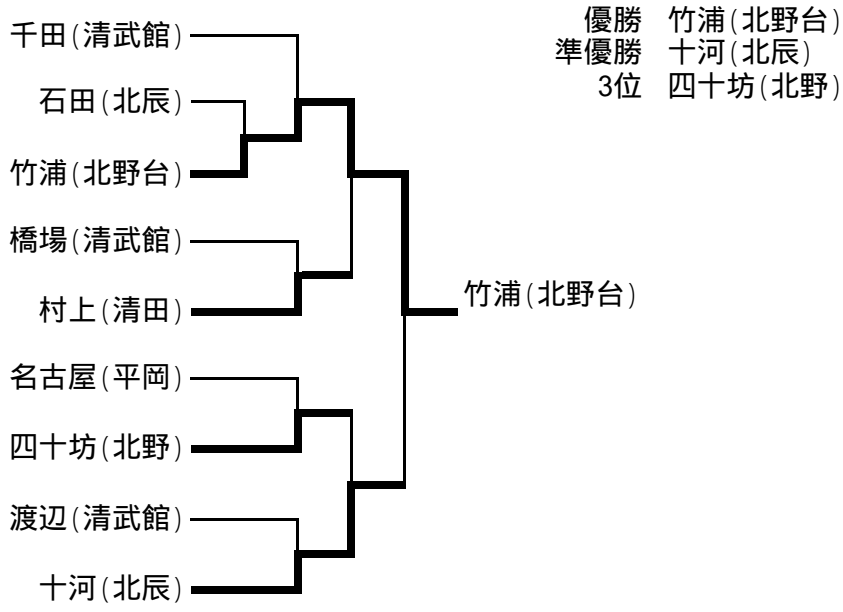 優勝 竹浦(北野台)
準優勝 十河(北辰)
3位 四十坊(北野)
千田(清武館)
石田(北辰)
竹浦(北野台)
橋場(清武館)
村上(清田)
竹浦(北野台)
名古屋(平岡)
四十坊(北野)
渡辺(清武館)
十河(北辰)